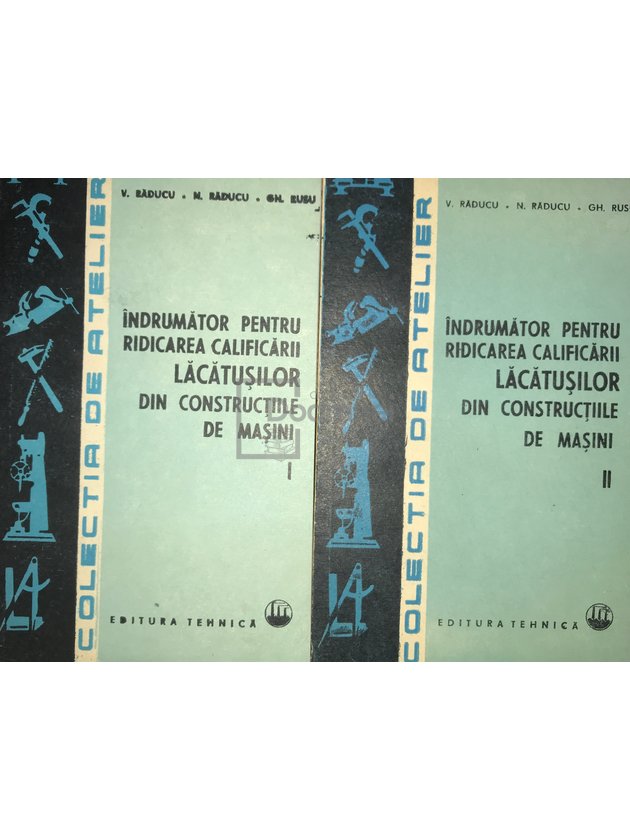 COLECȚIA DE ATELIER
V. RĂDUCU • N. RĂDUCU • GH. RUSU
ÎNDRUMĂTOR PENTRU
RIDICAREA CALIFICĂRII
LĂCĂTUȘILOR
DIN CONSTRUCȚIILE
DE MAȘINI
I
EDITURA TEHNICĂ
COLECȚIA DE ATELIER
V. RĂDUCU • N. RĂDUCU • GH. RUS
ÎNDRUMĂTOR PENTRU
RIDICAREA CALIFICĂRII
LĂCĂTUȘILOR
DIN CONSTRUCȚIILE
DE MAȘINI
II
EDITURA TEHNICĂ